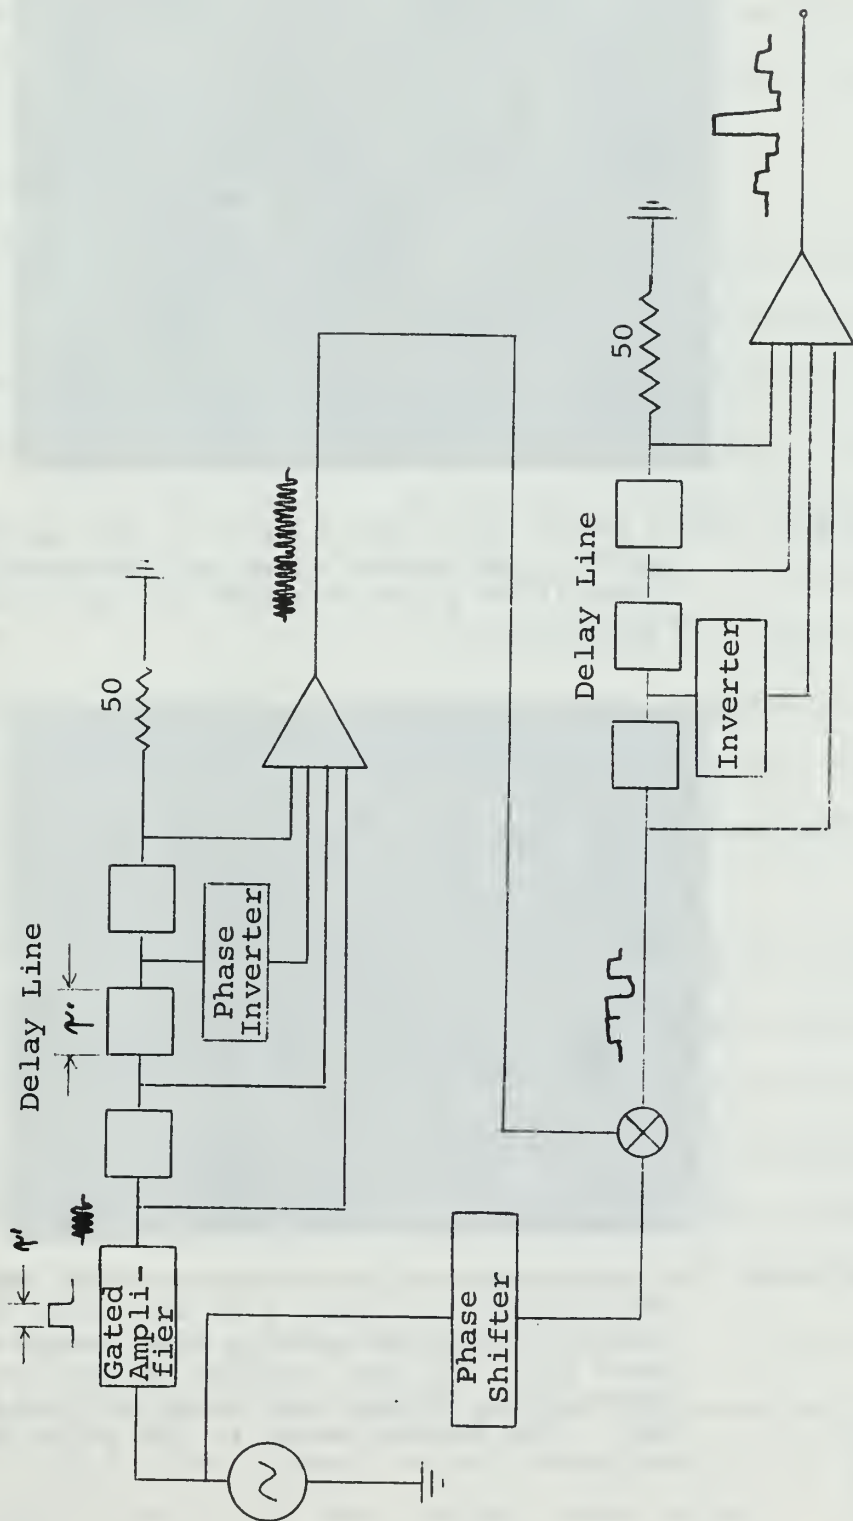 τ'
Gated
Ampli-
fier
Delay Line
τ'
Phase
Inverter
50
Phase
Shifter
Delay Line
Inverter
50